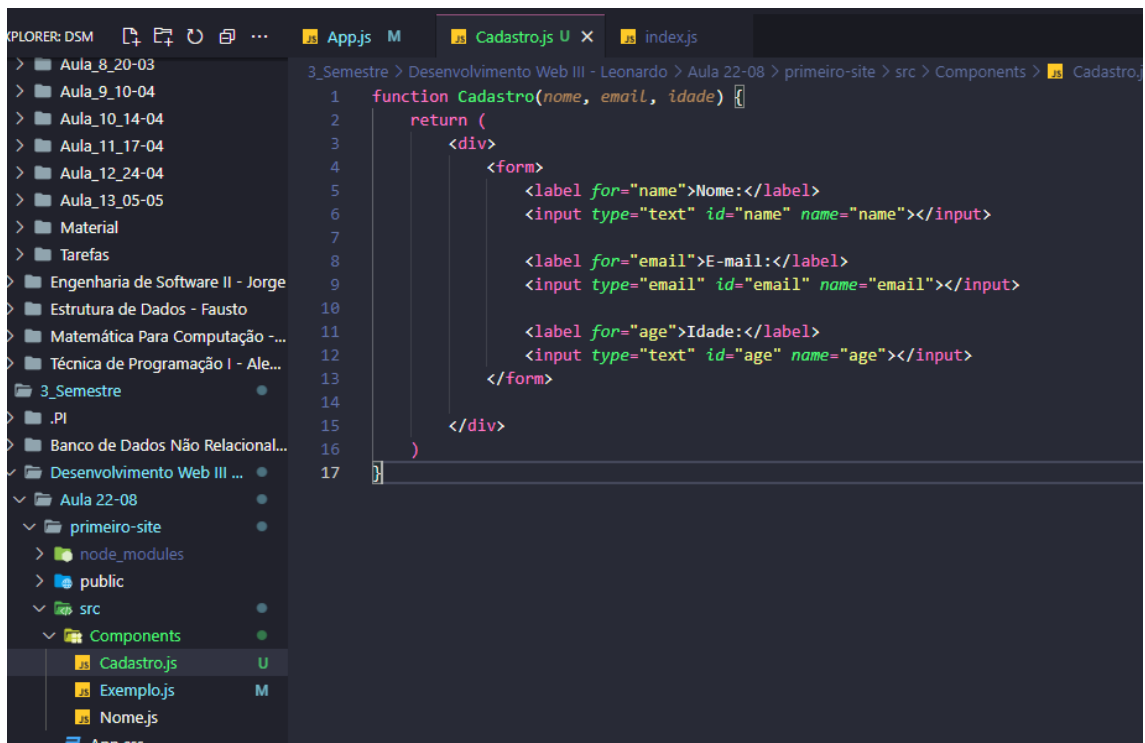 XPLORER: DSM
App.js M
Cadastro.js U
index.js
Aula_8_20-03
Aula_9_10-04
Aula_10_14-04
Aula_11_17-04
Aula_12_24-04
Aula_13_05-05
Material
Tarefas
Engenharia de Software II - Jorge
Estrutura de Dados - Fausto
Matemática Para Computação -...
Técnica de Programação I - Ale...
3_Semestre
.PI
Banco de Dados Não Relacional...
Desenvolvimento Web III ...
Aula 22-08
primeiro-site
node_modules
public
src
Components
Cadastro.js U
Exemplo.js M
Nome.js
3_Semestre > Desenvolvimento Web III - Leonardo > Aula 22-08 > primeiro-site > src > Components > JS Cadastro.j
1 function Cadastro(nome, email, idade) {
2 return (
3 <div>
4 <form>
5 <label for="name">Nome:</label>
6 <input type="text" id="name" name="name"></input>
7
8 <label for="email">E-mail:</label>
9 <input type="email" id="email" name="email"></input>
10
11 <label for="age">Idade:</label>
12 <input type="text" id="age" name="age"></input>
13 </form>
14
15 </div>
16 )
17 }